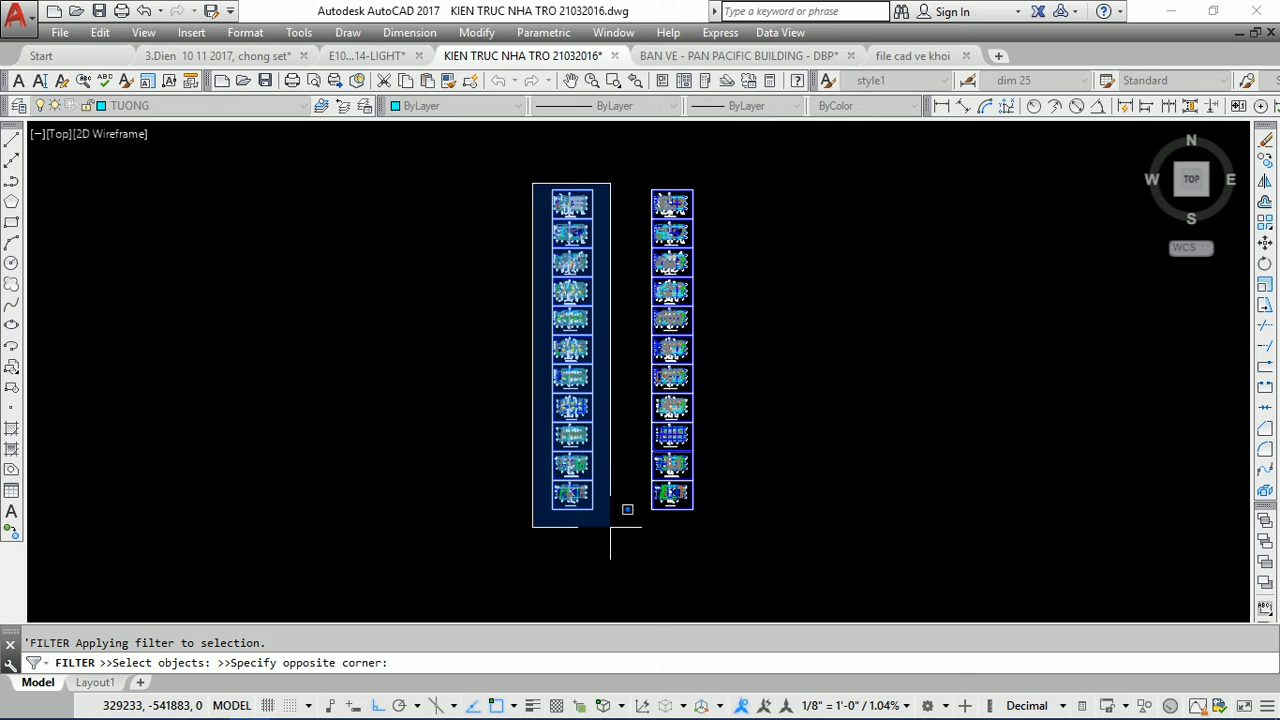 Autodesk AutoCAD 2017 KIEN TRUC NHA TRO 21032016.dwg
Type a keyword or phrase
Sign In
File Edit View Insert Format Tools Draw Dimension Modify Parametric Window Help Express Data View
Start
3.Dien 10 11 2017, chong set*
E10...14-LIGHT*
KIEN TRUC NHA TRO 21032016*
BAN VE - PAN PACIFIC BUILDING - DBP*
file cad ve khoi
style1
dim 25
Standard
TUONG
ByLayer
ByLayer
ByLayer
ByColor
[−][Top][2D Wireframe]
N
W
TOP
E
S
WCS
'FILTER Applying filter to selection.
FILTER >>Select objects: >>Specify opposite corner:
Model
Layout1
329233, -541883, 0
MODEL
1/8" = 1'-0" / 1.04%
Decimal